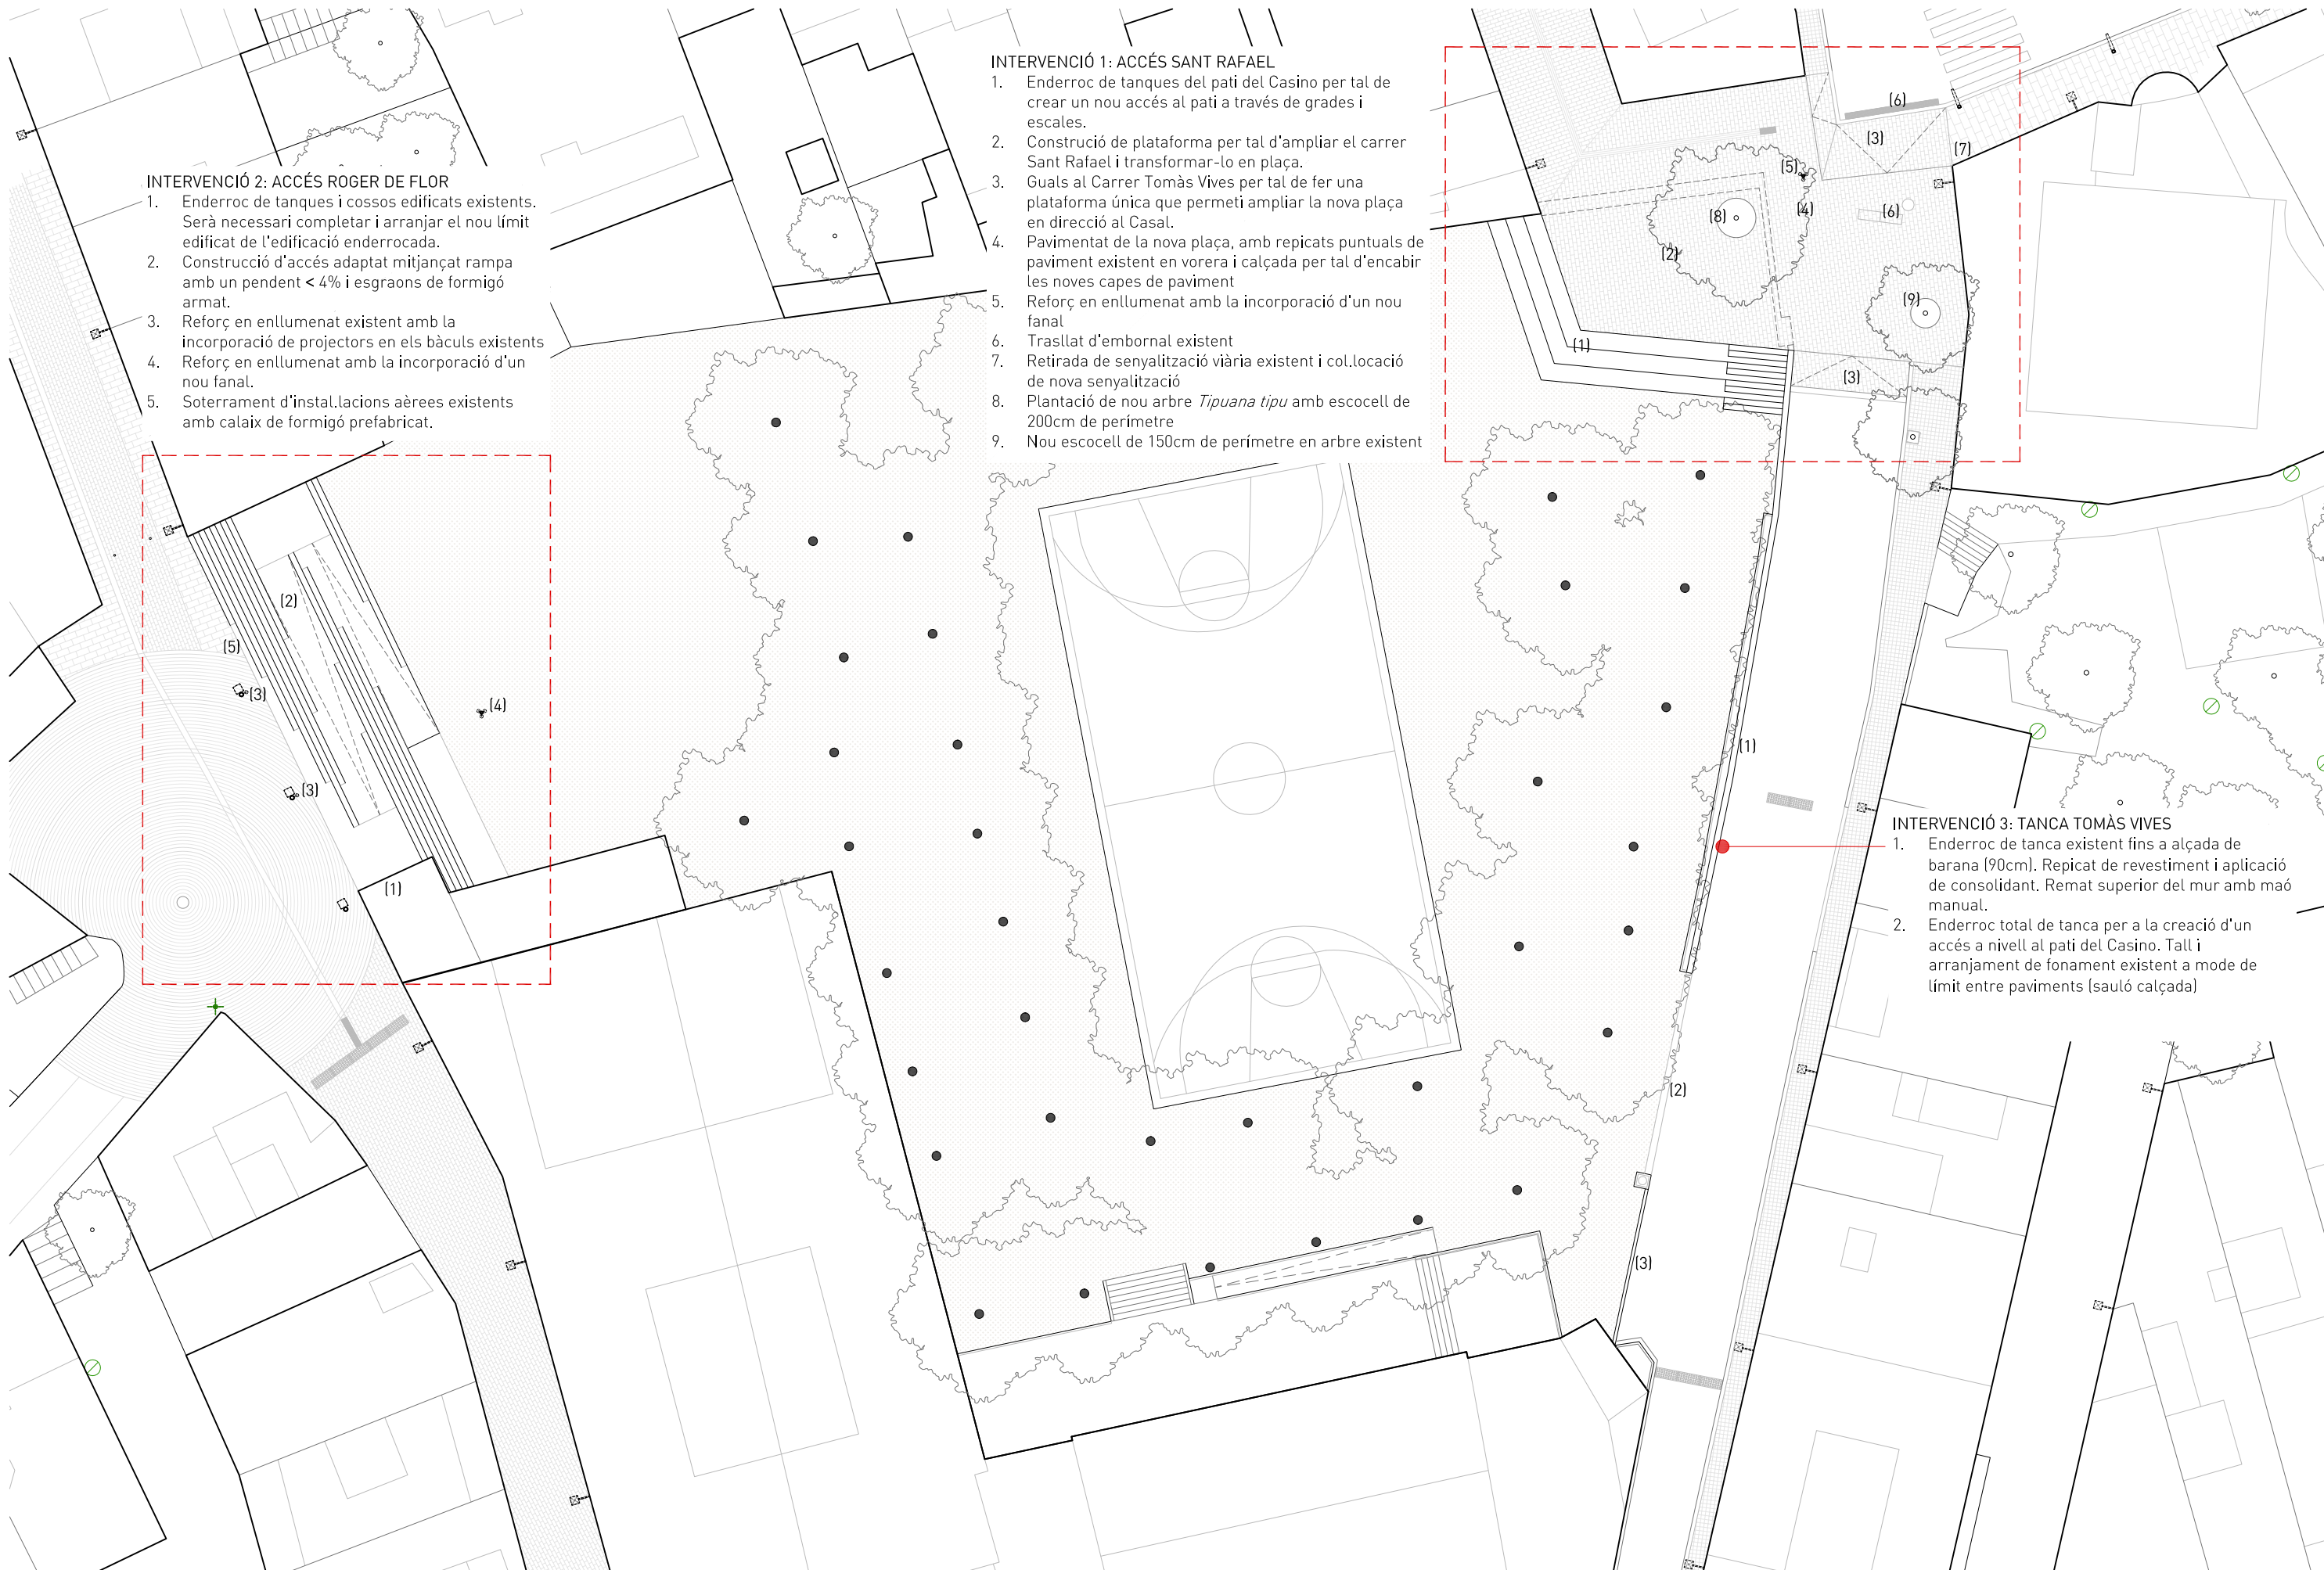 INTERVENCIÓ 1: ACCÉS SANT RAFAEL
1. Enderroc de tanques del pati del Casino per tal de
crear un nou accés al pati a través de grades i
escales.
2. Construció de plataforma per tal d'ampliar el carrer
Sant Rafael i transformar-lo en plaça.
3. Guals al Carrer Tomàs Vives per tal de fer una
plataforma única que permeti ampliar la nova plaça
en direcció al Casal.
4. Pavimentat de la nova plaça, amb repicats puntuals de
paviment existent en vorera i calçada per tal d'encabir
les noves capes de paviment
5. Reforç en enllumenat amb la incorporació d'un nou
fanal
6. Trasllat d'embornal existent
7. Retirada de senyalització viària existent i col.locació
de nova senyalització
8. Plantació de nou arbre Tipuana tipu amb escocell de
200cm de perímetre
9. Nou escocell de 150cm de perímetre en arbre existent
INTERVENCIÓ 2: ACCÉS ROGER DE FLOR
1. Enderroc de tanques i cossos edificats existents.
Serà necessari completar i arranjar el nou límit
edificat de l'edificació enderrocada.
2. Construcció d'accés adaptat mitjançat rampa
amb un pendent < 4% i esgraons de formigó
armat.
3. Reforç en enllumenat existent amb la
incorporació de projectors en els bàculs existents
4. Reforç en enllumenat amb la incorporació d'un
nou fanal.
5. Soterrament d'instal.lacions aèrees existents
amb calaix de formigó prefabricat.
(6)
(3)
(7)
(5)
(4)
(6)
(8)
(2)
(9)
(1)
(3)
(2)
(5)
(3)
(4)
(3)
(1)
(1)
INTERVENCIÓ 3: TANCA TOMÀS VIVES
1. Enderroc de tanca existent fins a alçada de
barana (90cm). Repicat de revestiment i aplicació
de consolidant. Remat superior del mur amb maó
manual.
2. Enderroc total de tanca per a la creació d'un
accés a nivell al pati del Casino. Tall i
arranjament de fonament existent a mode de
límit entre paviments (sauló calçada)
(2)
(3)